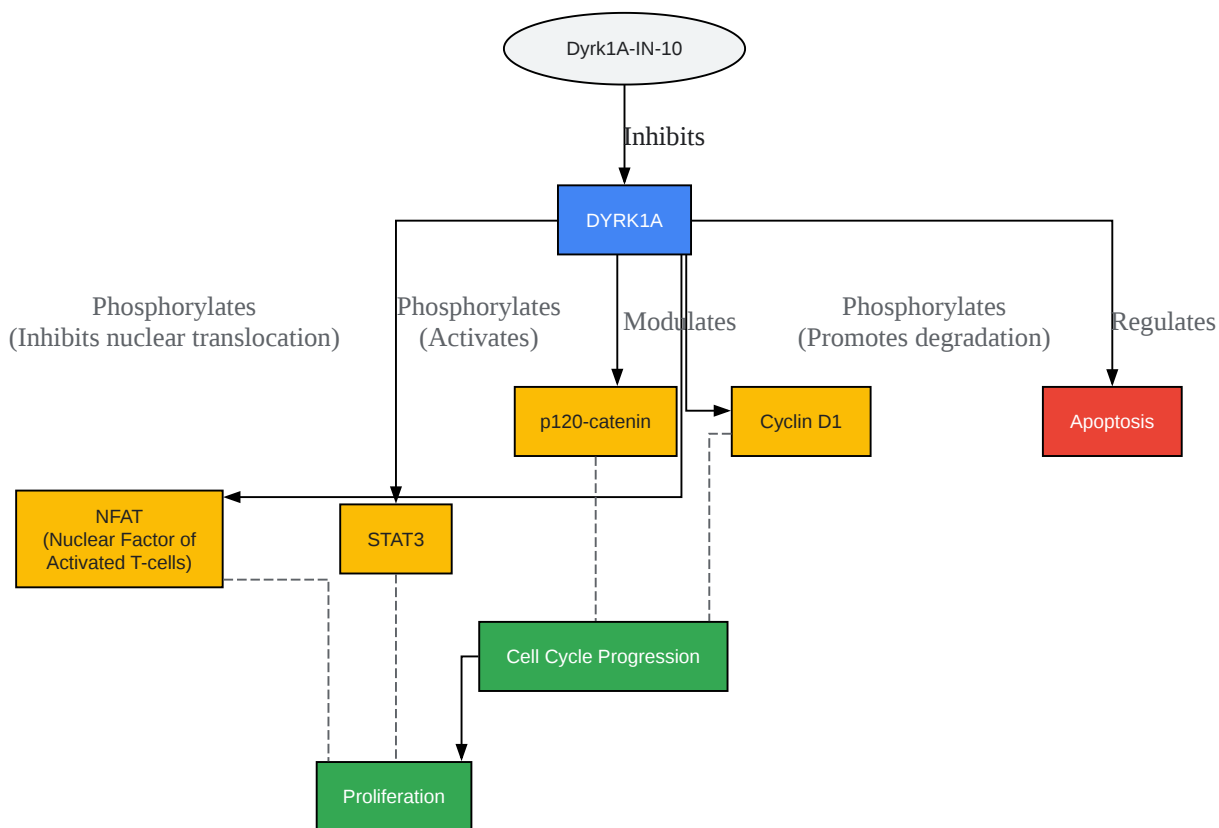 Dyrk1A-IN-10
Inhibits
DYRK1A
Phosphorylates
(Inhibits nuclear translocation)
Phosphorylates
(Activates)
Modulates
Phosphorylates
(Promotes degradation)
Regulates
p120-catenin
Cyclin D1
Apoptosis
NFAT
(Nuclear Factor of
Activated T-cells)
STAT3
Cell Cycle Progression
Proliferation